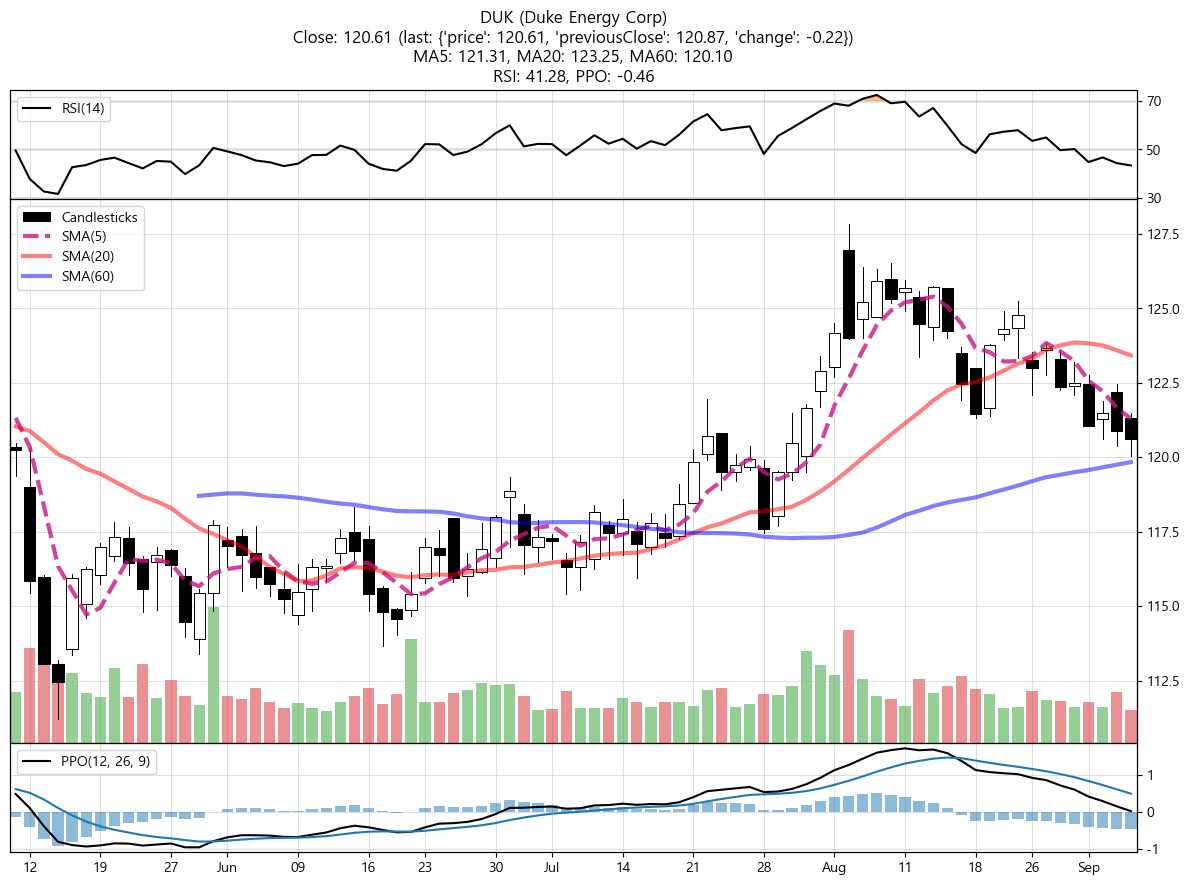 DUK (Duke Energy Corp)
Close: 120.61 (last: {'price': 120.61, 'previousClose': 120.87, 'change': -0.22})
MA5: 121.31, MA20: 123.25, MA60: 120.10
RSI: 41.28, PPO: -0.46
RSI(14)
70
50
30
Candlesticks
SMA(5)
SMA(20)
SMA(60)
127.5
125.0
122.5
120.0
117.5
115.0
112.5
PPO(12, 26, 9)
1
0
-1
12 19 27 Jun 09 16 23 30 Jul 14 21 28 Aug 11 18 26 Sep